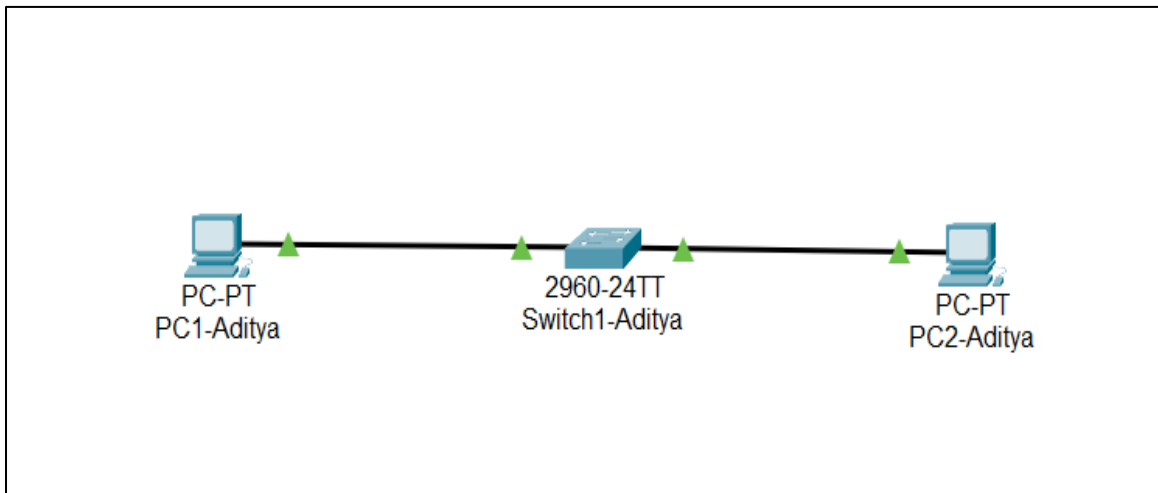 PC-PT
PC1-Aditya
2960-24TT
Switch1-Aditya
PC-PT
PC2-Aditya